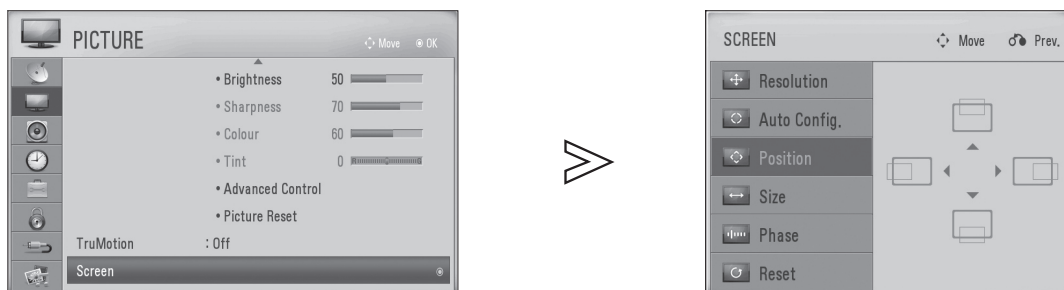 PICTURE
Move OK
• Brightness 50
• Sharpness 70
• Colour 60
• Tint 0
• Advanced Control
• Picture Reset
TruMotion : Off
Screen
SCREEN
Move Prev.
Resolution
Auto Config.
Position
Size
Phase
Reset